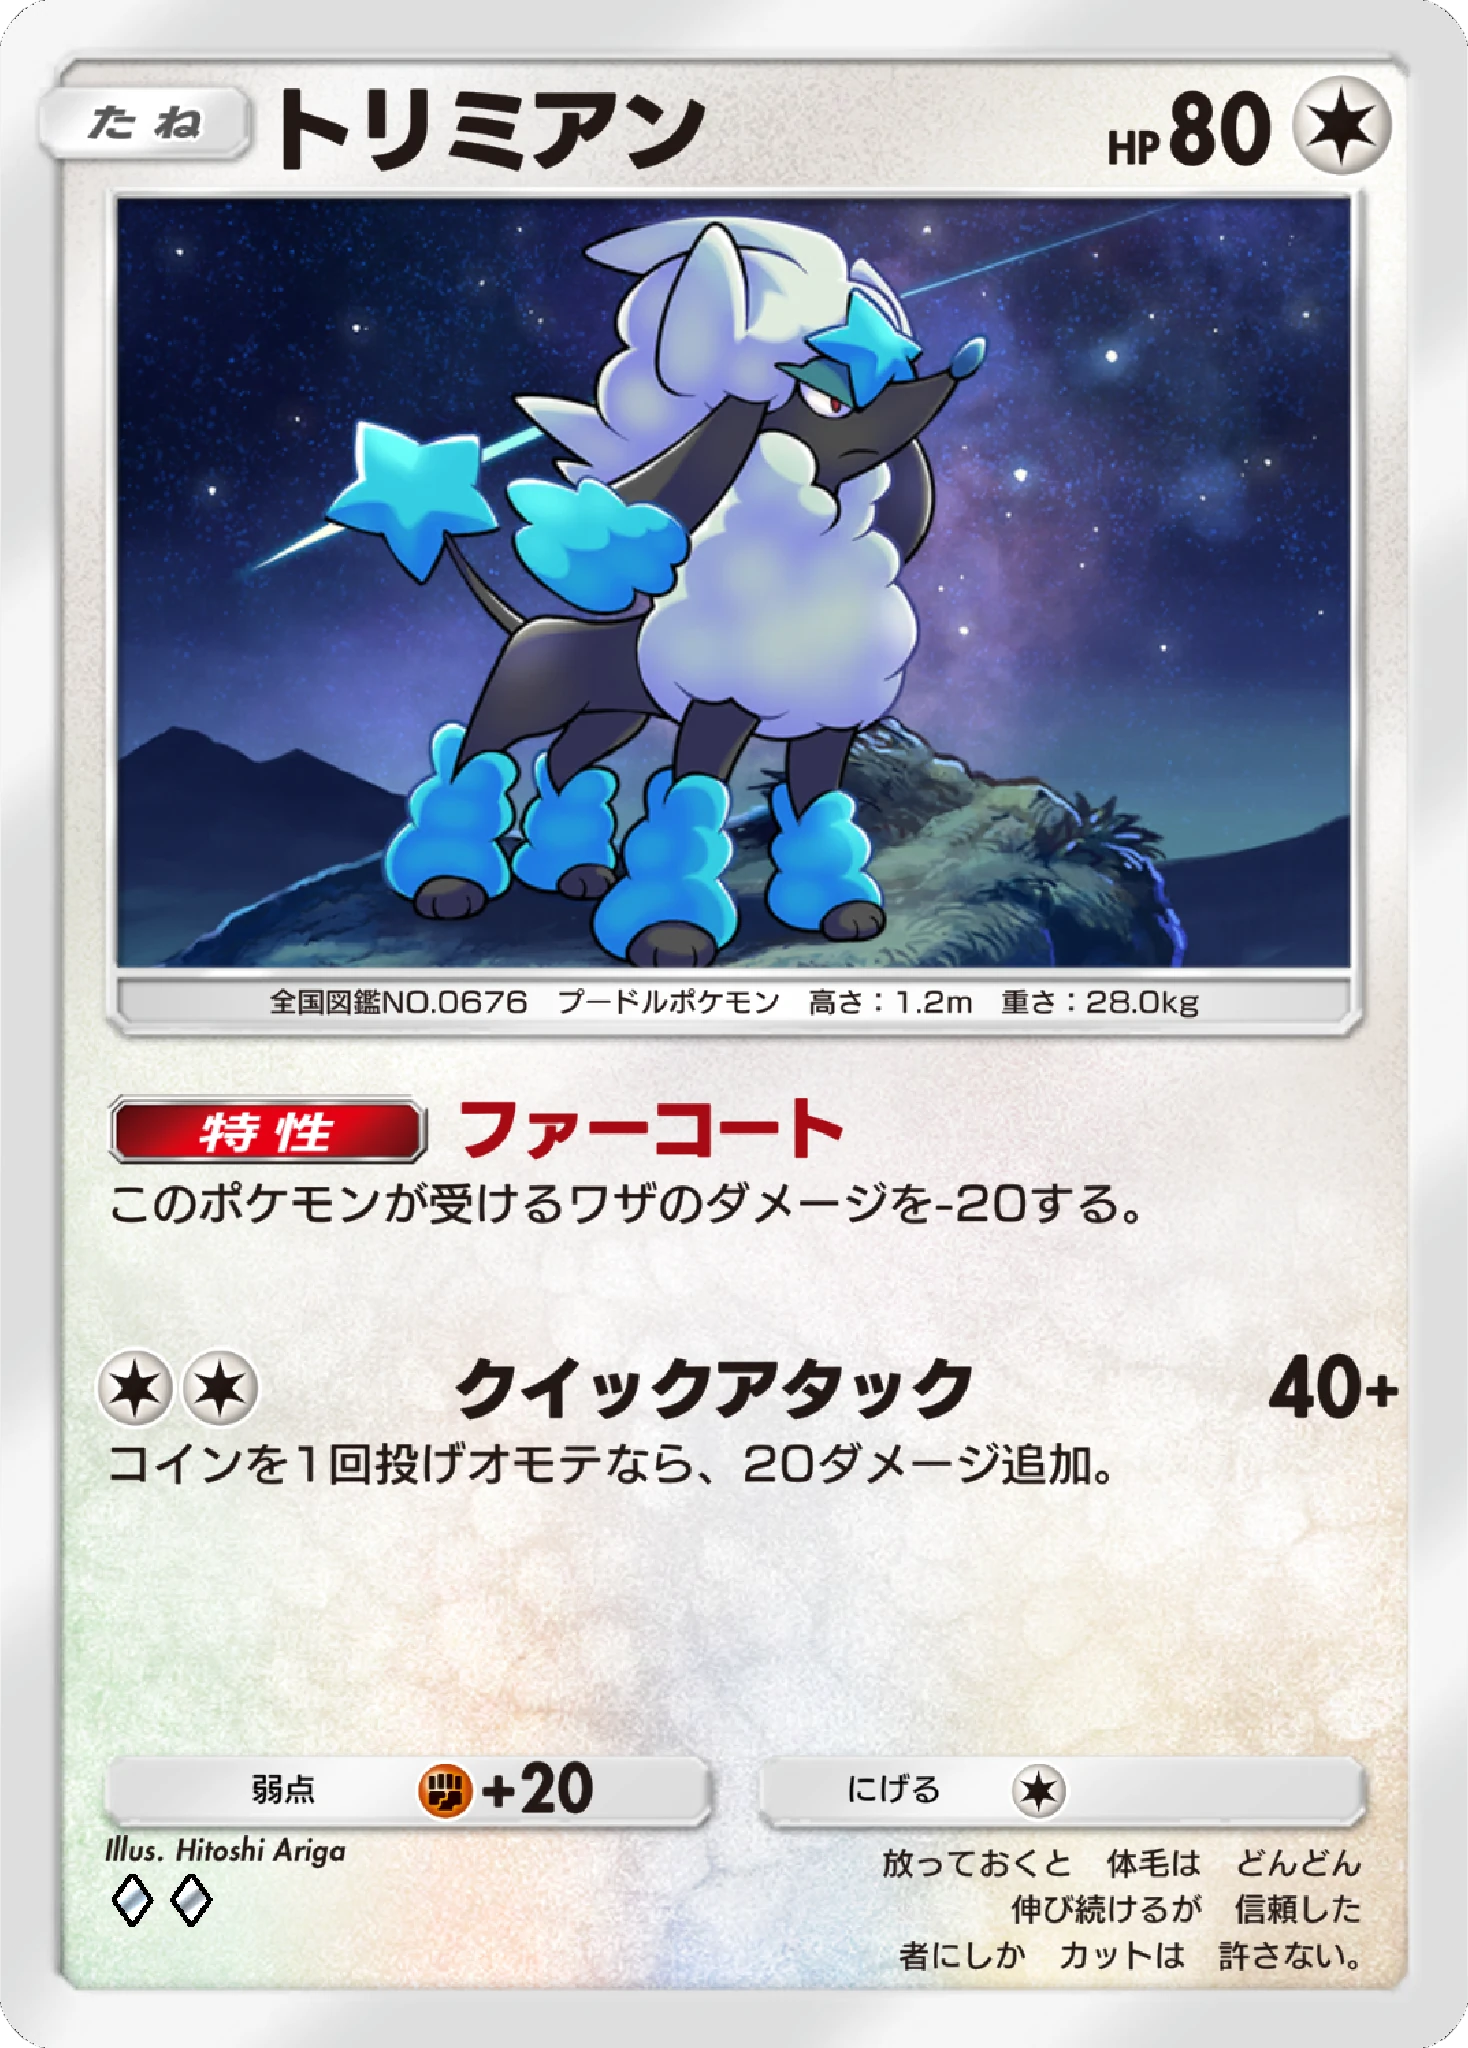 たね トリミアン HP80
全国図鑑NO.0676 プードルポケモン 高さ：1.2m 重さ：28.0kg
特性 ファーコート
このポケモンが受けるワザのダメージを-20する。
クイックアタック 40+
コインを1回投げオモテなら、20ダメージ追加。
弱点 +20 にげる
Illus. Hitoshi Ariga
放っておくと 体毛は どんどん
伸び続けるが 信頼した
者にしか カットは 許さない。